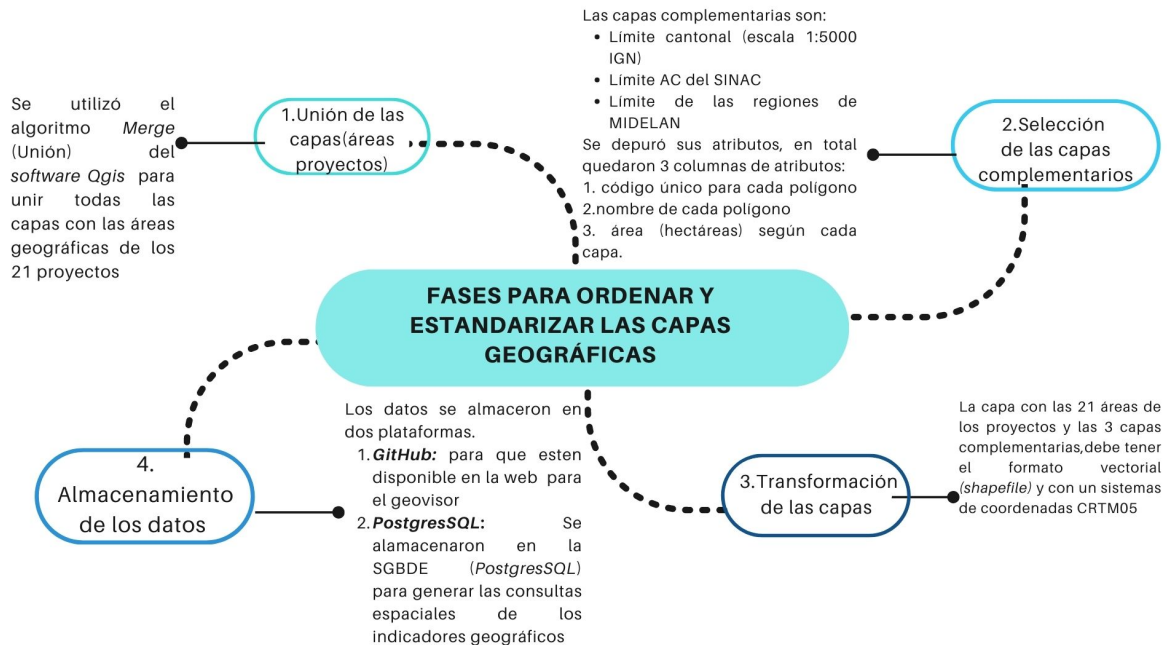 FASES PARA ORDENAR Y
ESTANDARIZAR LAS CAPAS
GEOGRÁFICAS
1.Unión de las
capas(áreas
proyectos)
Se utilizó el
algoritmo Merge
(Unión) del
software Qgis para
unir todas las
capas con las áreas
geográficas de los
21 proyectos
2.Selección
de las capas
complementarios
Las capas complementarias son:
• Límite cantonal (escala 1:5000
IGN)
• Límite AC del SINAC
• Límite de las regiones de
MIDELAN
Se depuró sus atributos, en total
quedaron 3 columnas de atributos:
1. código único para cada polígono
2.nombre de cada polígono
3. área (hectáreas) según cada
capa.
3.Transformación
de las capas
La capa con las 21 áreas de
los proyectos y las 3 capas
complementarias,debe tener
el formato vectorial
(shapefile) y con un sistemas
de coordenadas CRTM05
4.
Almacenamiento
de los datos
Los datos se almaceron en
dos plataformas.
1. GitHub: para que esten
disponible en la web para
el geovisor
2. PostgresSQL: Se
alamacenaron en la
SGBDE (PostgresSQL)
para generar las consultas
espaciales de los
indicadores geográficos